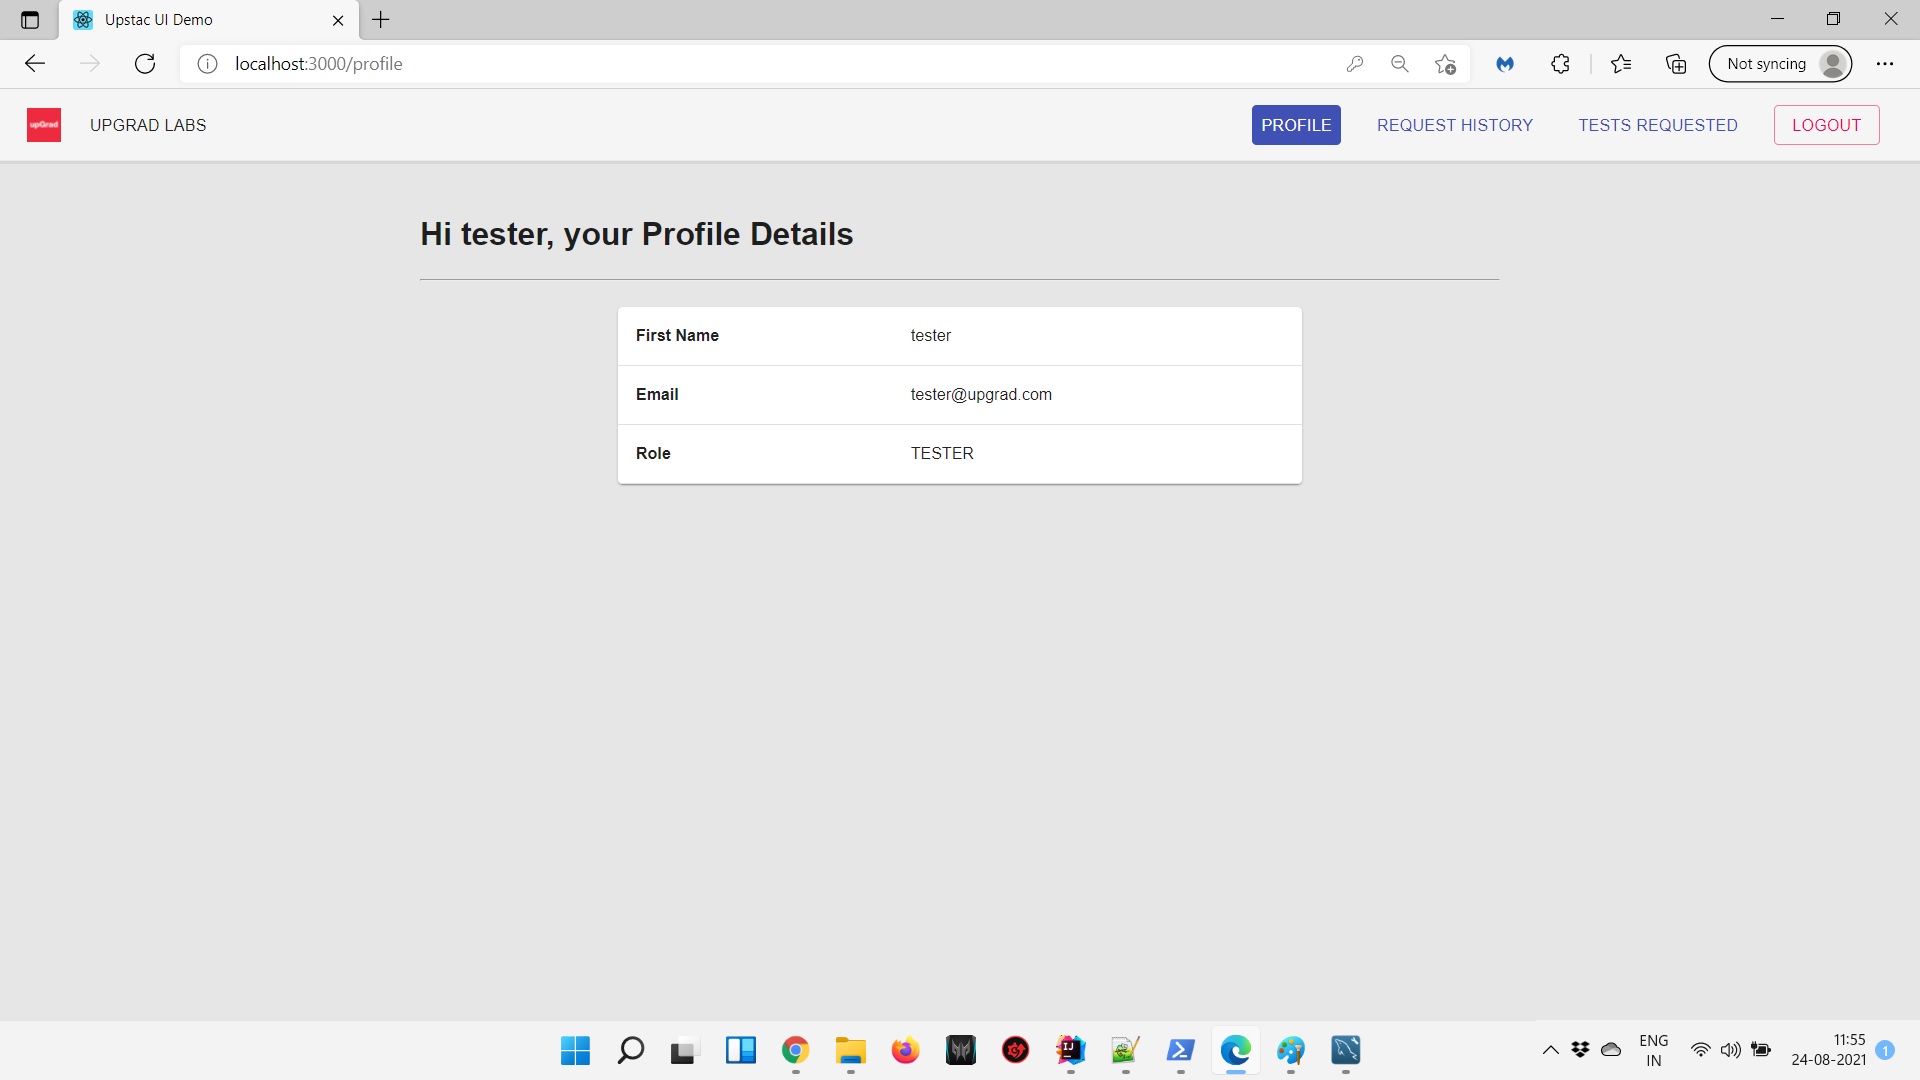 Upstac UI Demo
localhost:3000/profile
Not syncing
upGrad
UPGRAD LABS
PROFILE
REQUEST HISTORY
TESTS REQUESTED
LOGOUT
Hi tester, your Profile Details
First Name tester
Email tester@upgrad.com
Role TESTER
IJ
ENG
IN
11:55
24-08-2021
1